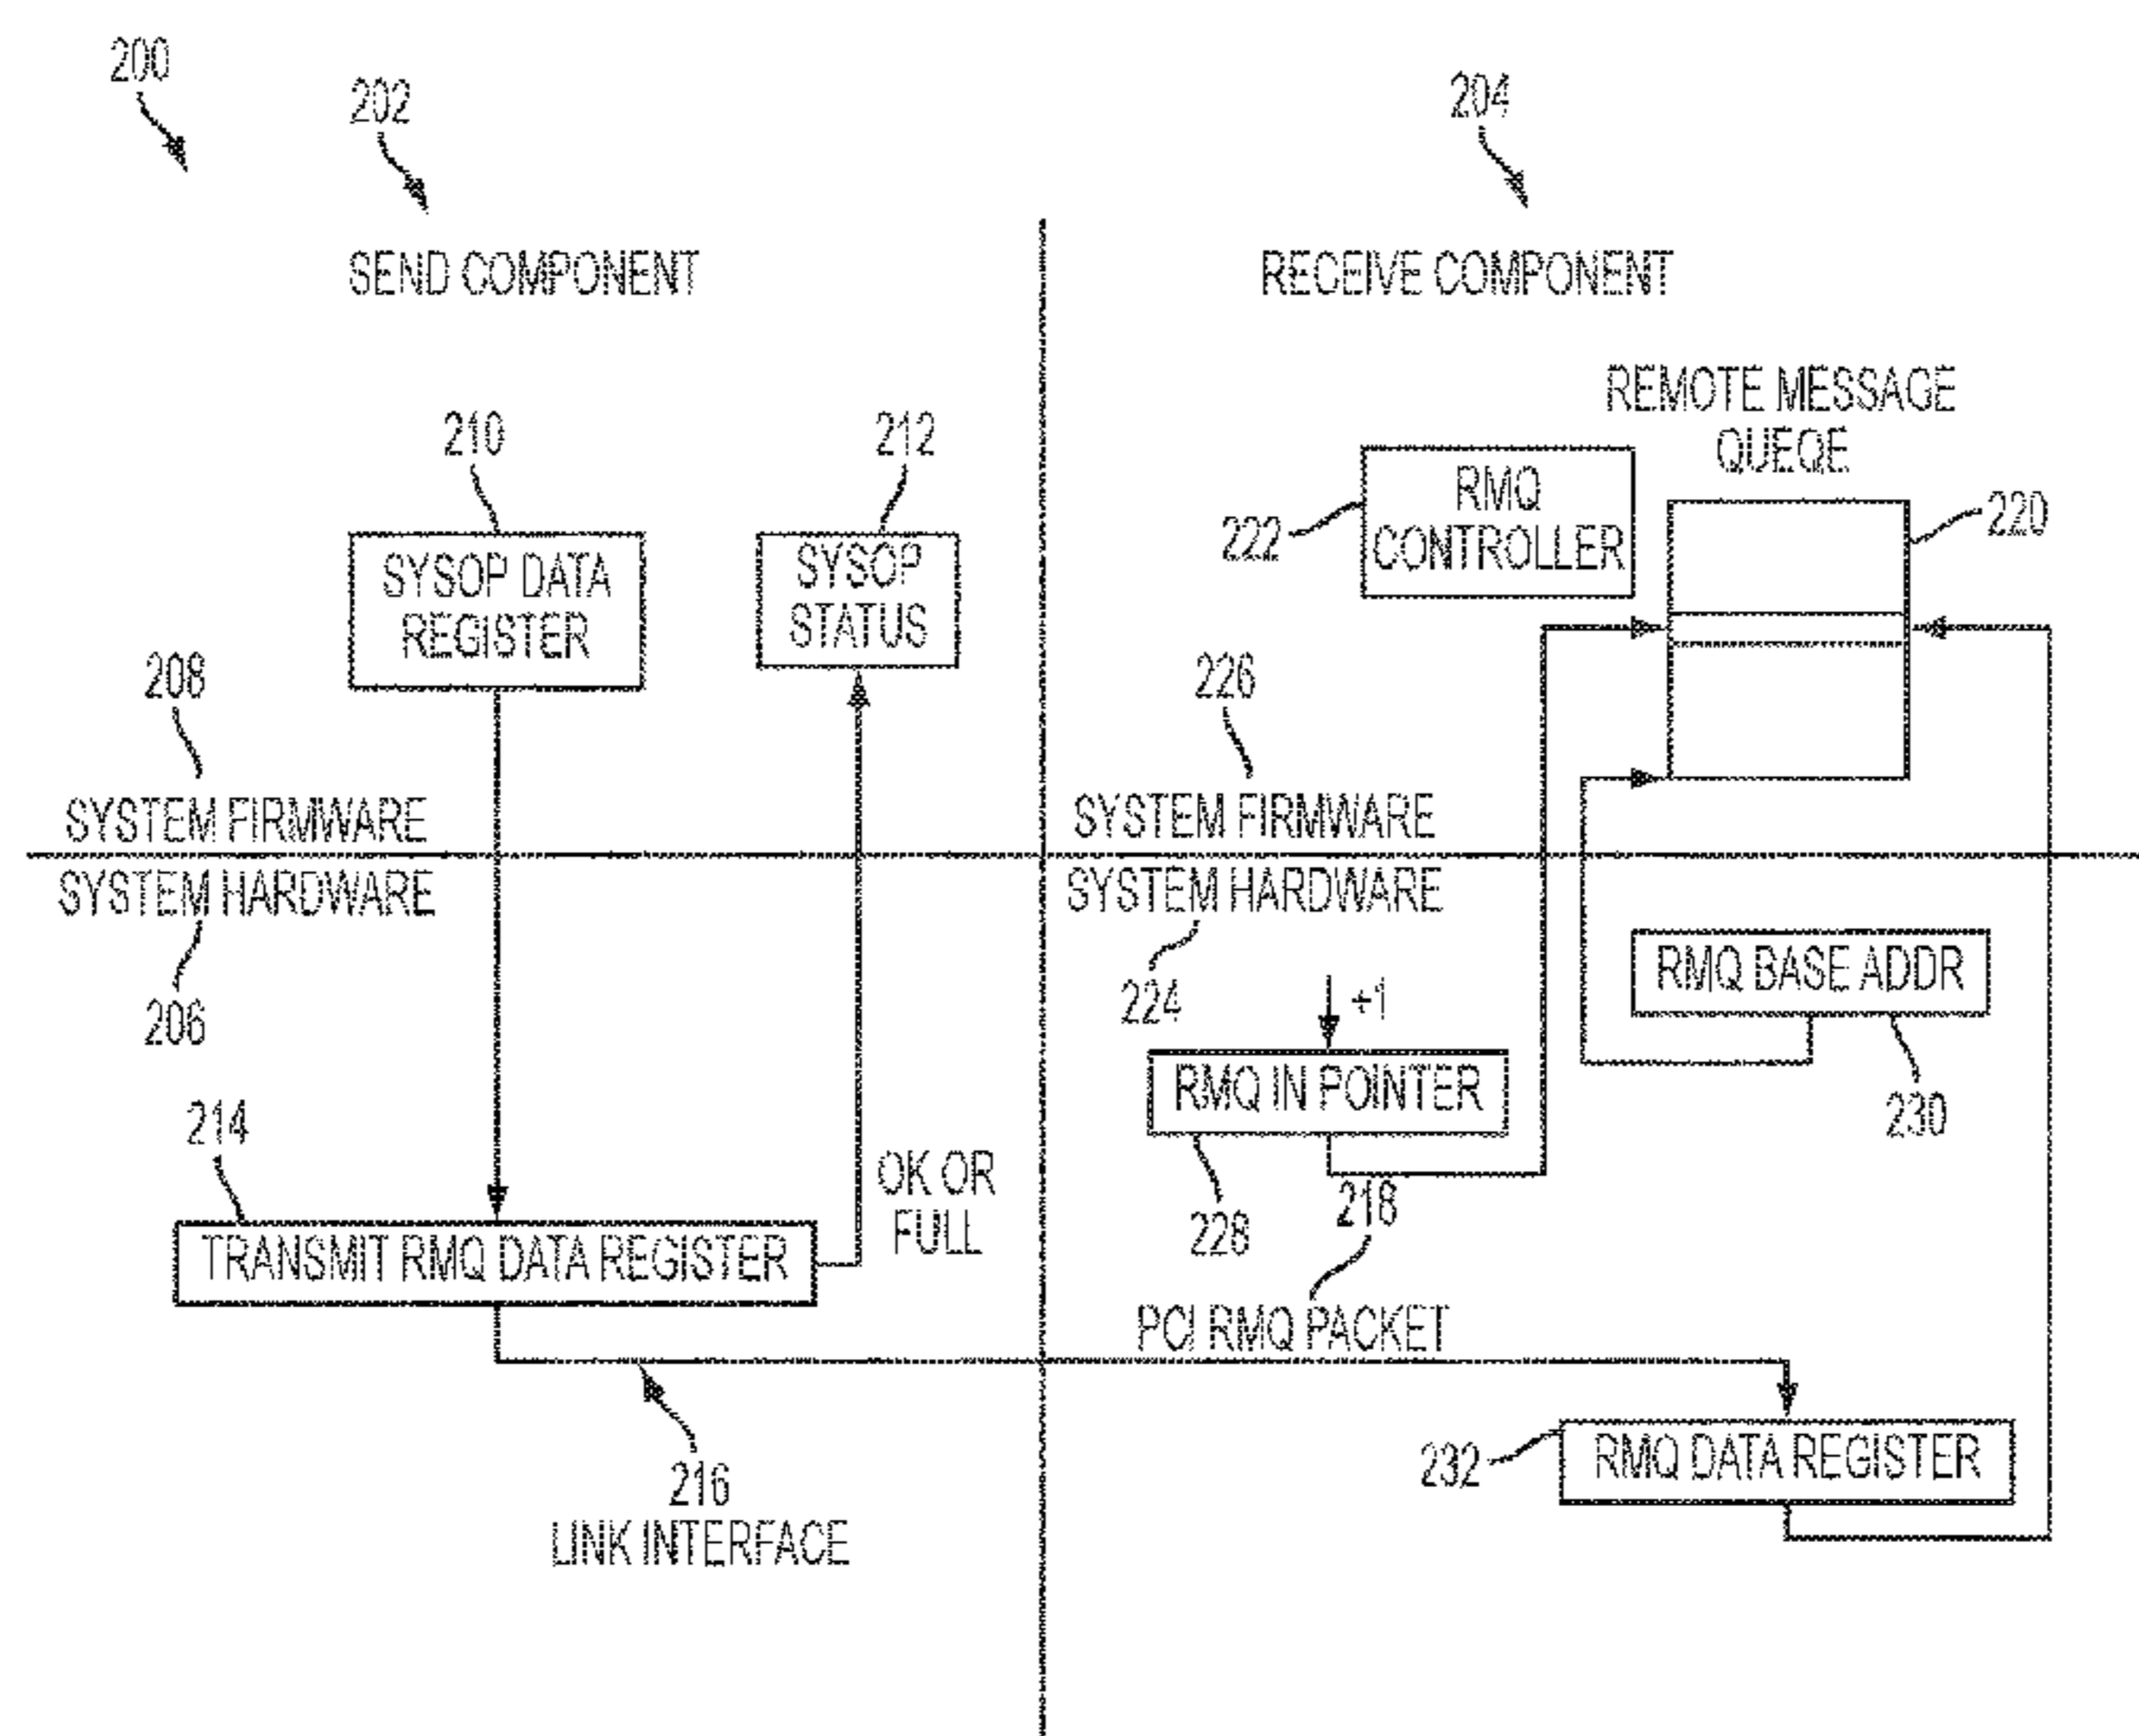 200
202
204
SEND COMPONENT
RECEIVE COMPONENT
REMOTE MESSAGE
QUEQE
210
212
RMQ
CONTROLLER
222
220
SYSOP DATA
REGISTER
SYSOP
STATUS
208
226
SYSTEM FIRMWARE
SYSTEM FIRMWARE
SYSTEM HARDWARE
SYSTEM HARDWARE
206
224
+1
RMQ BASE ADDR
230
RMQ IN POINTER
214
OK OR
FULL
228
218
TRANSMIT RMQ DATA REGISTER
PCI RMQ PACKET
216
LINK INTERFACE
232
RMQ DATA REGISTER